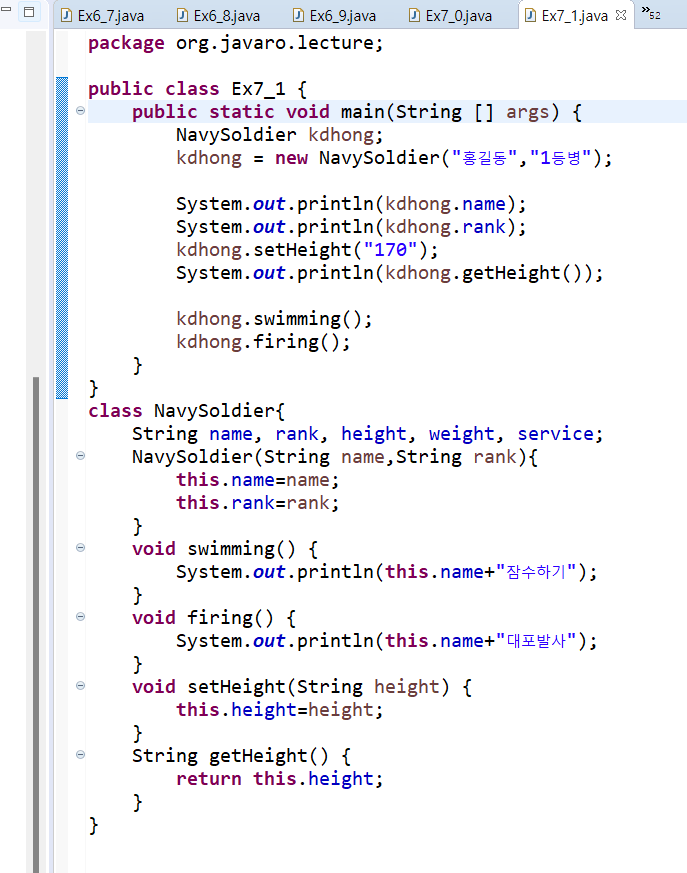 Ex6_7.java Ex6_8.java Ex6_9.java Ex7_0.java Ex7_1.java »52
package org.javaro.lecture;
public class Ex7_1 {
public static void main(String [] args) {
NavySoldier kdhong;
kdhong = new NavySoldier("홍길동","1등병");
System.out.println(kdhong.name);
System.out.println(kdhong.rank);
kdhong.setHeight("170");
System.out.println(kdhong.getHeight());
kdhong.swimming();
kdhong.firing();
}
}
class NavySoldier{
String name, rank, height, weight, service;
NavySoldier(String name,String rank){
this.name=name;
this.rank=rank;
}
void swimming() {
System.out.println(this.name+"잠수하기");
}
void firing() {
System.out.println(this.name+"대포발사");
}
void setHeight(String height) {
this.height=height;
}
String getHeight() {
return this.height;
}
}